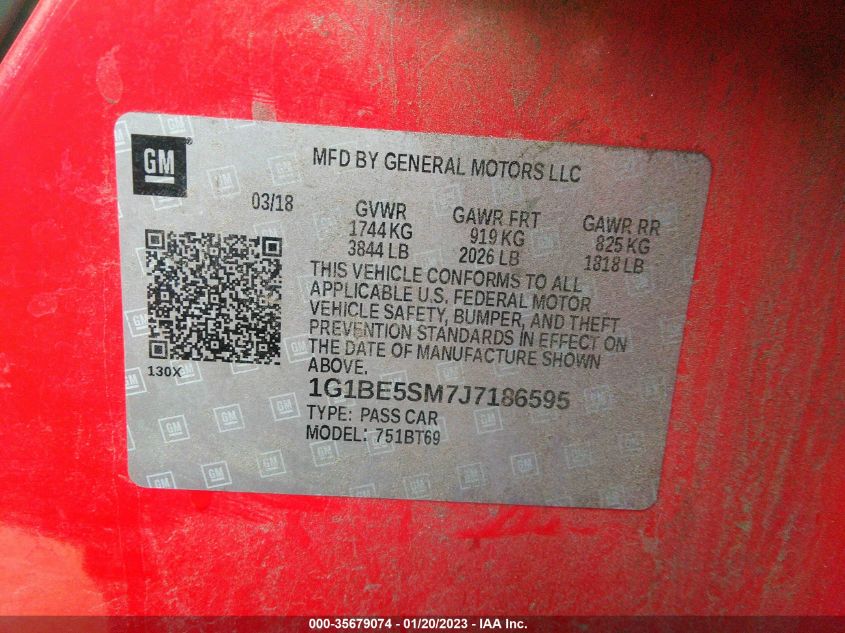 GM
MFD BY GENERAL MOTORS LLC
03/18
GVWR GAWR FRT GAWR RR
1744 KG 919 KG 825 KG
3844 LB 2026 LB 1818 LB
THIS VEHICLE CONFORMS TO ALL
APPLICABLE U.S. FEDERAL MOTOR
VEHICLE SAFETY, BUMPER, AND THEFT
PREVENTION STANDARDS IN EFFECT ON
THE DATE OF MANUFACTURE SHOWN
ABOVE.
130X
1G1BE5SM7J7186595
TYPE: PASS CAR
MODEL: 751BT69
000-35679074 - 01/20/2023 - IAA Inc.